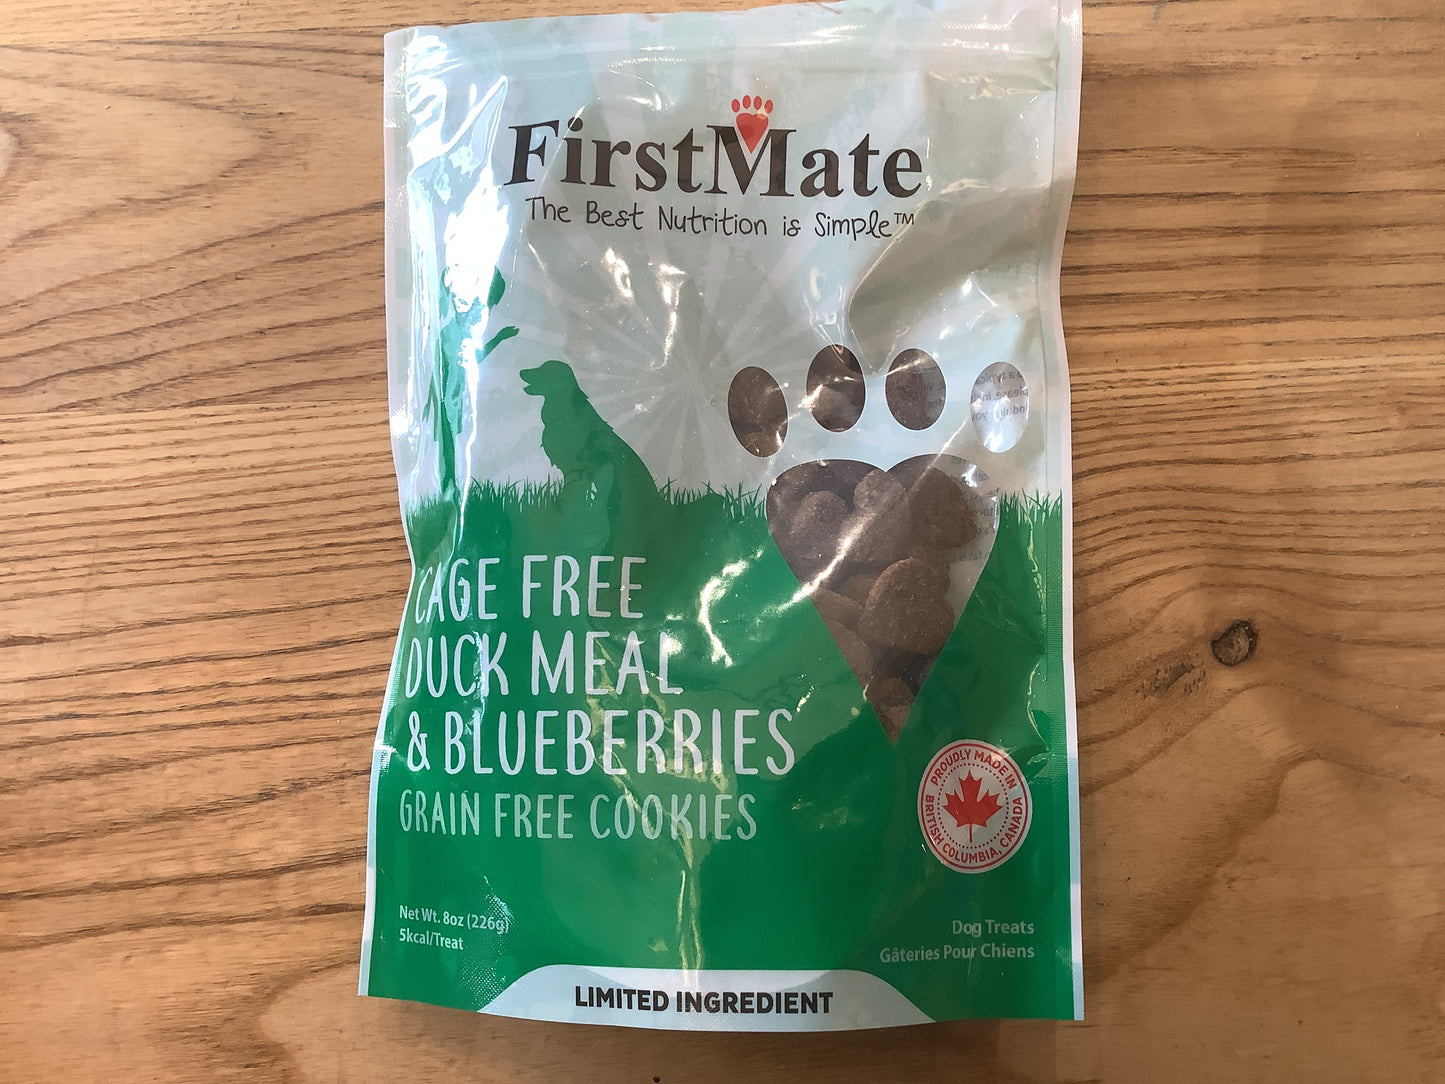 FirstMate
The Best Nutrition is Simple™
CAGE FREE
DUCK MEAL
& BLUEBERRIES
GRAIN FREE COOKIES
PROUDLY MADE IN
BRITISH COLUMBIA, CANADA
Net Wt. 8oz (226g)
5kcal/Treat
Dog Treats
Gâteries Pour Chiens
LIMITED INGREDIENT